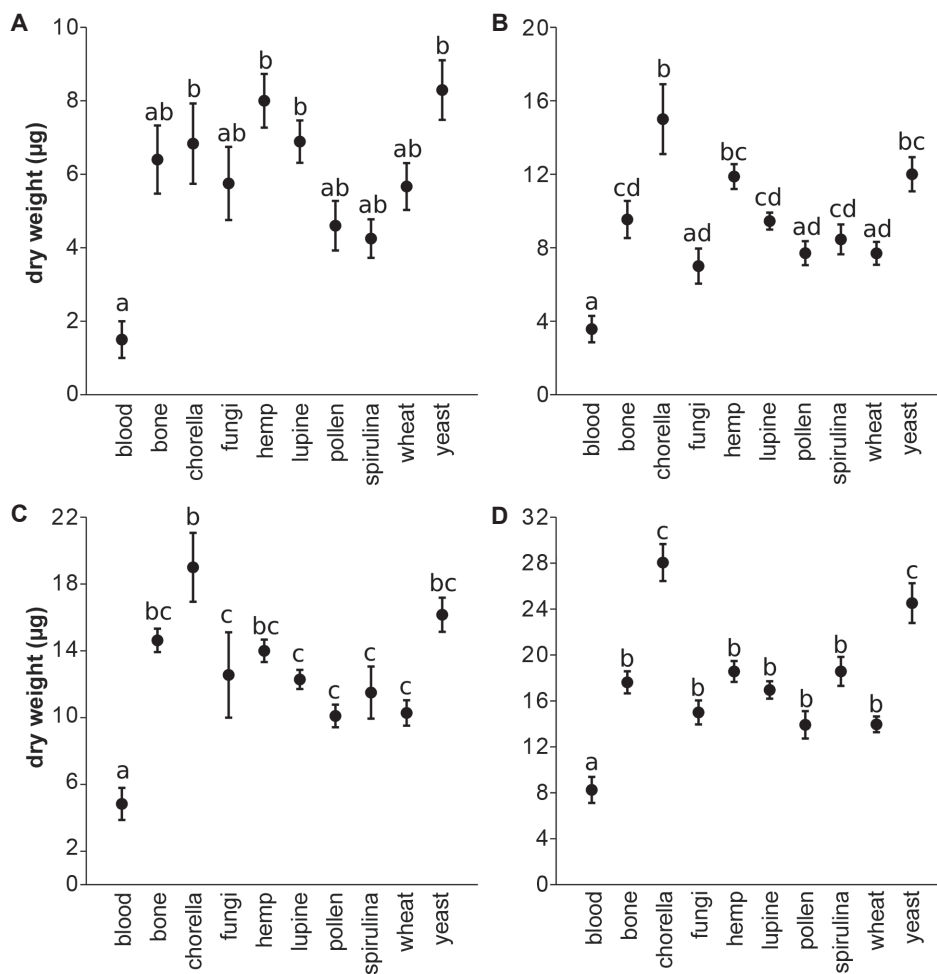 A
dry weight (µg)
10
8
6
4
2
0
a
ab
b
ab
b
b
ab
ab
ab
b
blood
bone
chorella
fungi
hemp
lupine
pollen
spirulina
wheat
yeast
B
20
16
12
8
4
0
a
cd
b
ad
bc
cd
ad
cd
ad
bc
blood
bone
chorella
fungi
hemp
lupine
pollen
spirulina
wheat
yeast
C
dry weight (µg)
22
18
14
10
6
2
0
a
bc
b
c
bc
c
c
c
c
bc
blood
bone
chorella
fungi
hemp
lupine
pollen
spirulina
wheat
yeast
D
32
28
24
20
16
12
8
4
0
a
b
c
b
b
b
b
b
b
c
blood
bone
chorella
fungi
hemp
lupine
pollen
spirulina
wheat
yeast